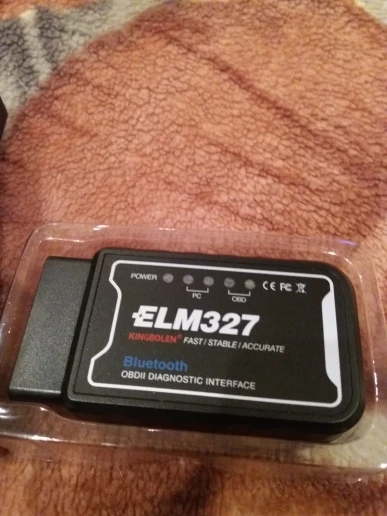 POWER
PC
OBD
CE FC
ELM327
KINGBOLEN® FAST / STABLE / ACCURATE
Bluetooth
OBDII DIAGNOSTIC INTERFACE